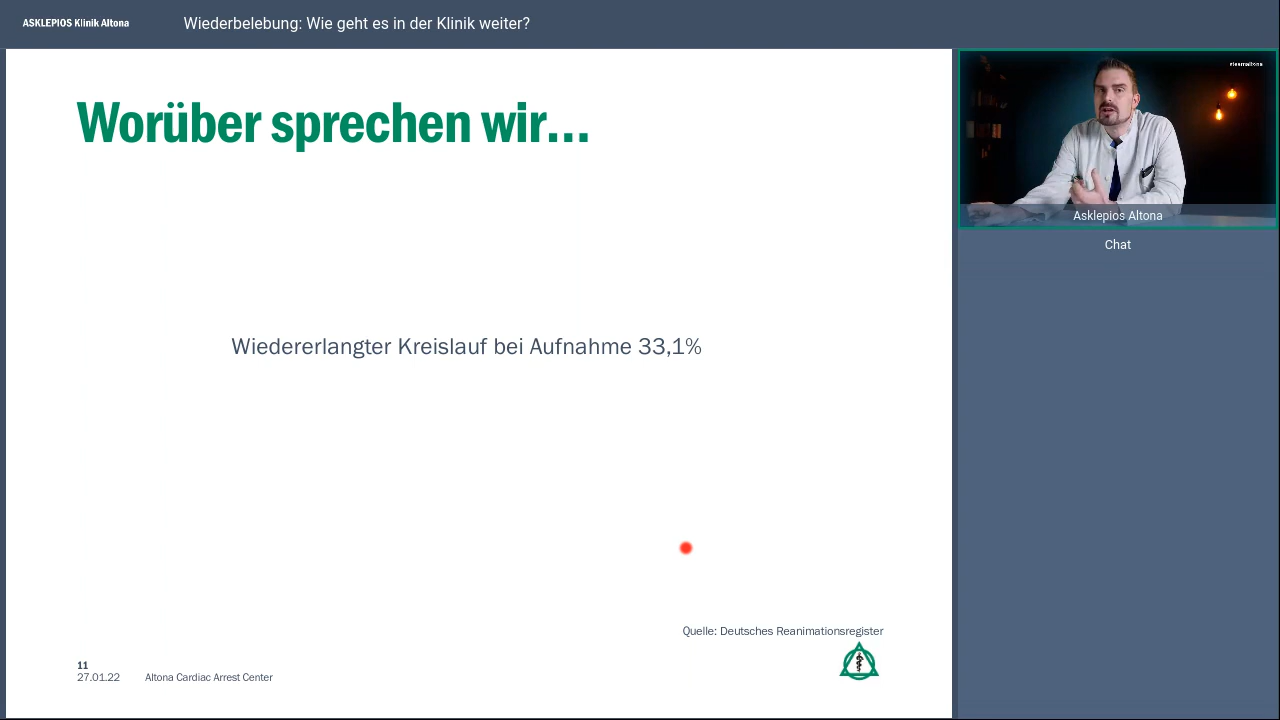 ASKLEPIOS Klinik Altona
Wiederbelebung: Wie geht es in der Klinik weiter?
Worüber sprechen wir...
#teamaltona
Asklepios Altona
Chat
Wiedererlangter Kreislauf bei Aufnahme 33,1%
Quelle: Deutsches Reanimationsregister
11
27.01.22 Altona Cardiac Arrest Center